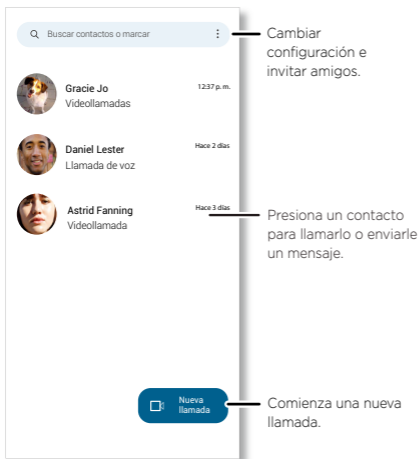 Buscar contactos o marcar
Cambiar
configuración e
invitar amigos.
Gracie Jo
12:37 p. m.
Videollamadas
Daniel Lester
Hace 2 días
Llamada de voz
Astrid Fanning
Hace 3 días
Videollamada
Presiona un contacto
para llamarlo o enviarle
un mensaje.
Nueva
llamada
Comienza una nueva
llamada.